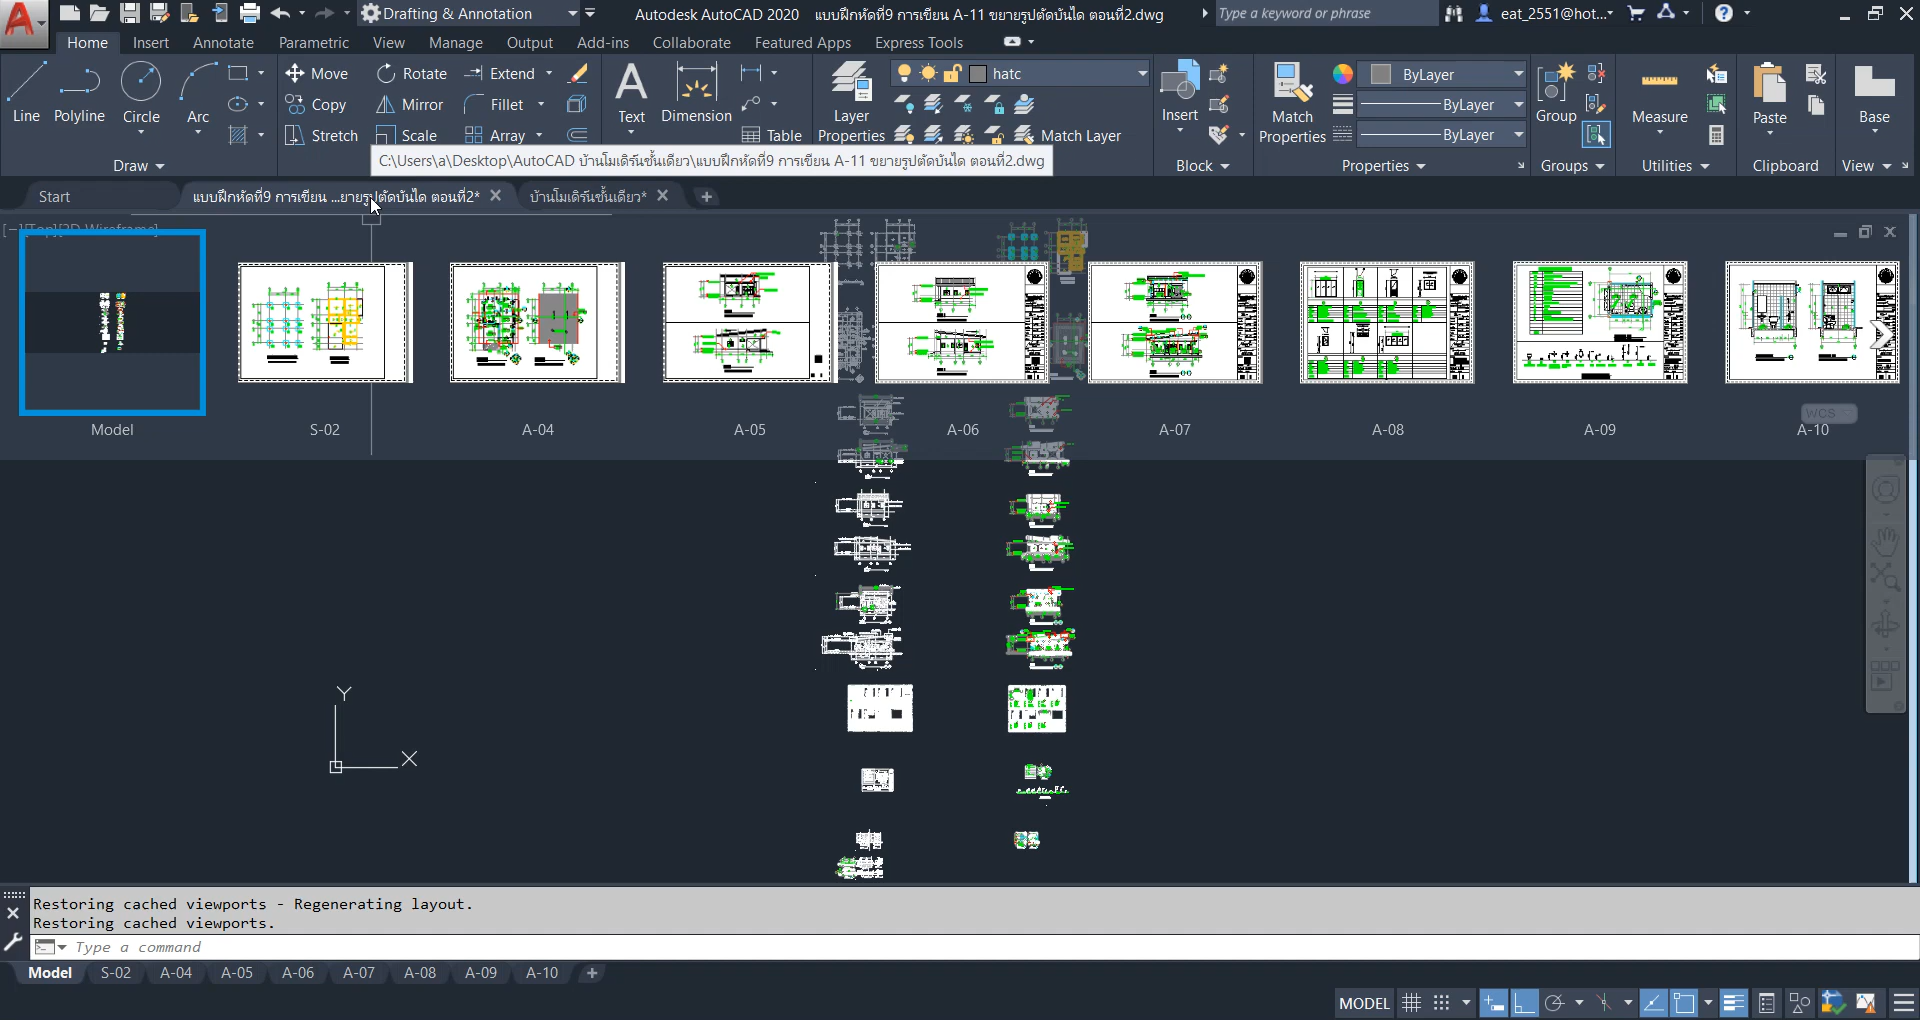 Drafting & Annotation
Autodesk AutoCAD 2020 แบบฝึกหัดที่9 การเขียน A-11 ขยายรูปตัดบันได ตอนที่2.dwg
Type a keyword or phrase
eat_2551@hot...
Home Insert Annotate Parametric View Manage Output Add-ins Collaborate Featured Apps Express Tools
Line Polyline Circle Arc
Move Rotate Extend
Copy Mirror Fillet
Stretch Scale Array
Text Dimension Table
Layer Properties
hatc
Match Layer
Insert
Match Properties
ByLayer
ByLayer
ByLayer
Group
Measure
Paste
Base
Draw Block Properties Groups Utilities Clipboard View
C:\Users\a\Desktop\AutoCAD บ้านโมเดิร์นชั้นเดียว\แบบฝึกหัดที่9 การเขียน A-11 ขยายรูปตัดบันได ตอนที่2.dwg
Start
แบบฝึกหัดที่9 การเขียน ...ยายรูปตัดบันได ตอนที่2*
บ้านโมเดิร์นชั้นเดียว*
[−][Top][2D Wireframe]
WCS
Model S-02 A-04 A-05 A-06 A-07 A-08 A-09 A-10
Y
X
Restoring cached viewports - Regenerating layout.
Restoring cached viewports.
Type a command
Model S-02 A-04 A-05 A-06 A-07 A-08 A-09 A-10
MODEL